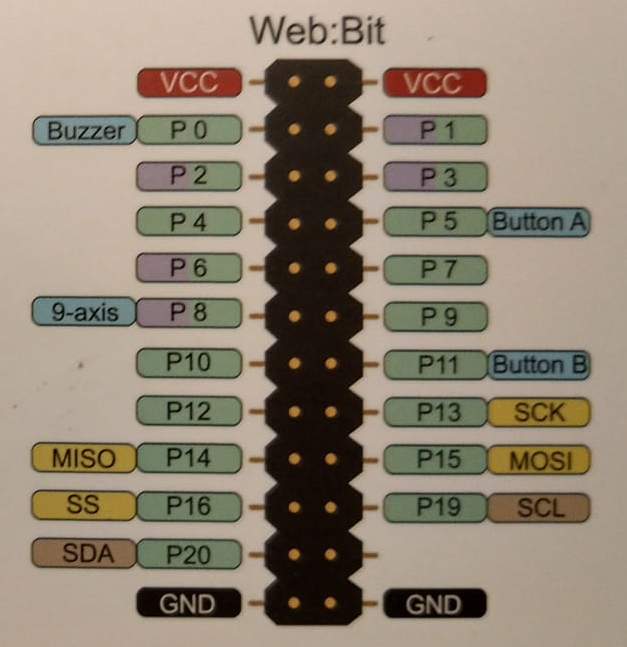 Web:Bit
VCC VCC
Buzzer P 0 P 1
P 2 P 3
P 4 P 5 Button A
P 6 P 7
9-axis P 8 P 9
P10 P11 Button B
P12 P13 SCK
MISO P14 P15 MOSI
SS P16 P19 SCL
SDA P20
GND GND